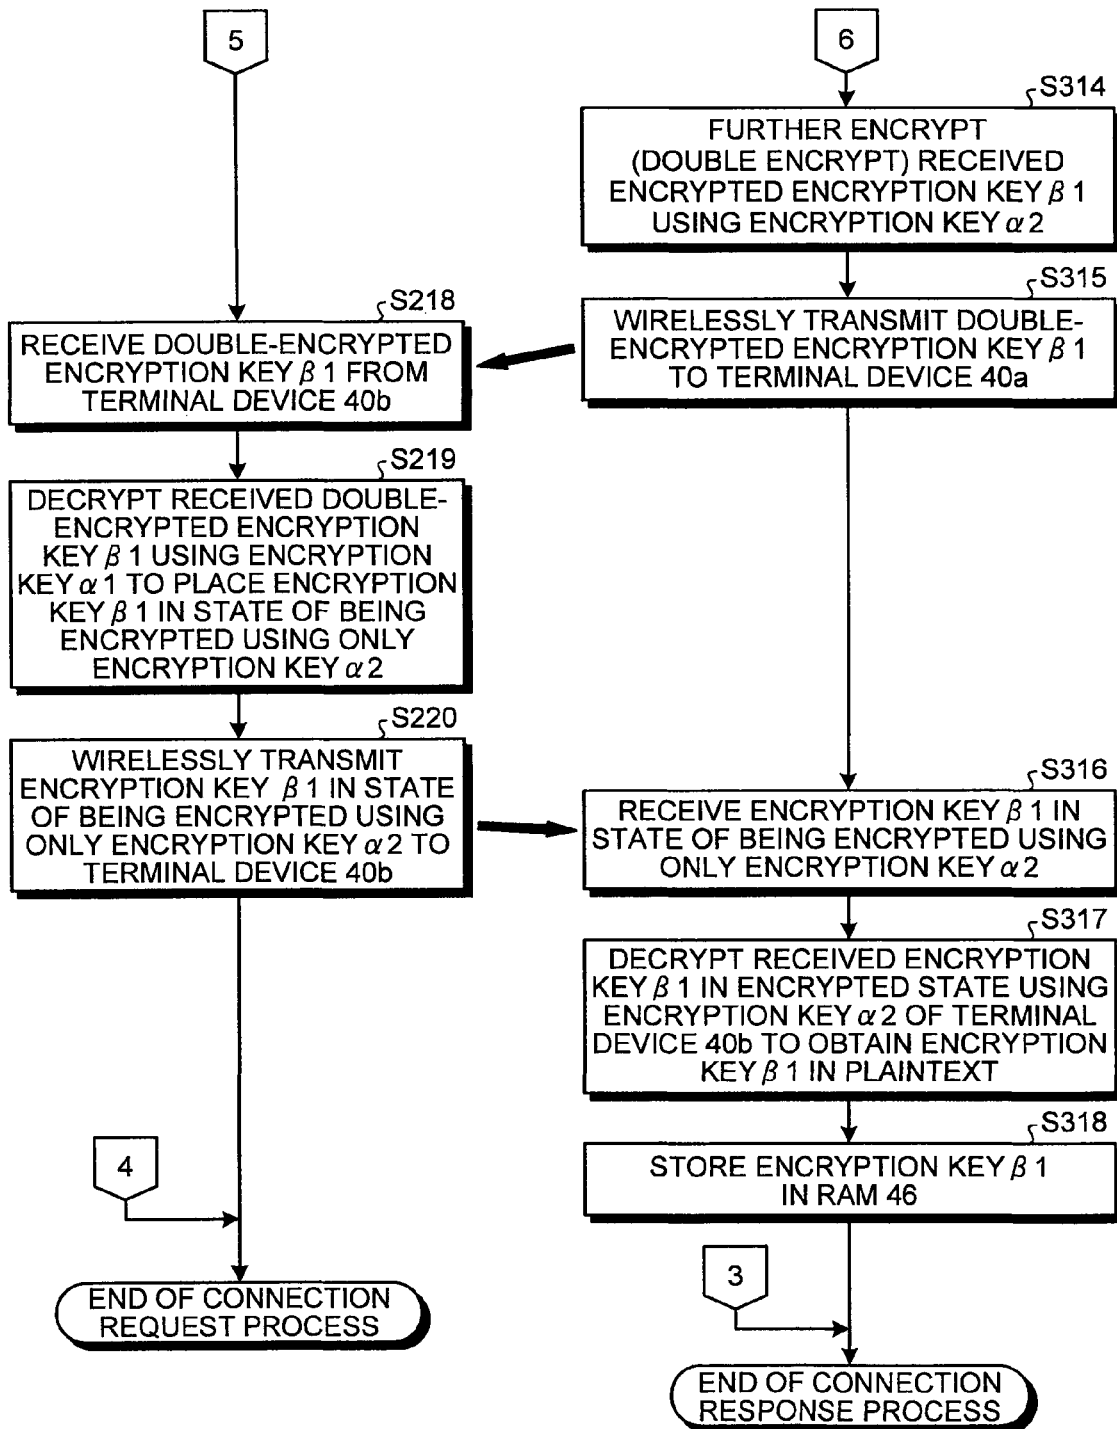 5
6
S314
FURTHER ENCRYPT
(DOUBLE ENCRYPT) RECEIVED
ENCRYPTED ENCRYPTION KEY β 1
USING ENCRYPTION KEY α 2
S315
WIRELESSLY TRANSMIT DOUBLE-
ENCRYPTED ENCRYPTION KEY β 1
TO TERMINAL DEVICE 40a
S218
RECEIVE DOUBLE-ENCRYPTED
ENCRYPTION KEY β 1 FROM
TERMINAL DEVICE 40b
S219
DECRYPT RECEIVED DOUBLE-
ENCRYPTED ENCRYPTION
KEY β 1 USING ENCRYPTION
KEY α 1 TO PLACE ENCRYPTION
KEY β 1 IN STATE OF BEING
ENCRYPTED USING ONLY
ENCRYPTION KEY α 2
S220
WIRELESSLY TRANSMIT
ENCRYPTION KEY β 1 IN STATE
OF BEING ENCRYPTED USING
ONLY ENCRYPTION KEY α 2 TO
TERMINAL DEVICE 40b
S316
RECEIVE ENCRYPTION KEY β 1 IN
STATE OF BEING ENCRYPTED USING
ONLY ENCRYPTION KEY α 2
S317
DECRYPT RECEIVED ENCRYPTION
KEY β 1 IN ENCRYPTED STATE USING
ENCRYPTION KEY α 2 OF TERMINAL
DEVICE 40b TO OBTAIN ENCRYPTION
KEY β 1 IN PLAINTEXT
S318
STORE ENCRYPTION KEY β 1
IN RAM 46
4
3
END OF CONNECTION
REQUEST PROCESS
END OF CONNECTION
RESPONSE PROCESS